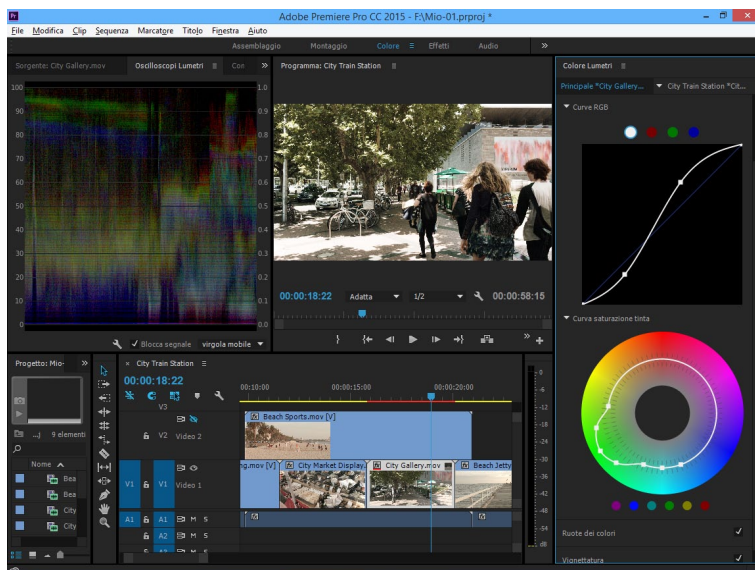 Pr Adobe Premiere Pro CC 2015 - F:\Mio-01.prproj *
File Modifica Clip Sequenza Marcatore Titolo Finestra Aiuto
Assemblaggio Montaggio Colore Effetti Audio »
Sorgente: City Gallery.mov Oscilloscopi Lumetri Con »
Programma: City Train Station
Colore Lumetri
Principale *City Gallery... City Train Station *Cit...
Curve RGB
100 1.0
90 0.9
80 0.8
70 0.7
60 0.6
50 0.5
40 0.4
30 0.3
20 0.2
10 0.1
0 0.0
00:00:18:22 Adatta 1/2 00:00:58:15
Blocca segnale virgola mobile
Curva saturazione tinta
Progetto: Mio- »
9 elementi
Nome
Bea
Bea
City
City
× City Train Station
00:00:18:22
00:10:00 00:00:15:00 00:00:20:00
V3
V2 Video 2
fx Beach Sports.mov [V]
V1 V1 Video 1
ng.mov [V] fx City Market Display. fx City Gallery.mov fx Beach Jetty
A1 A1 M S
A2 M S
0
-6
-12
-18
-24
-30
-36
-42
-48
-54
dB
Ruote dei colori
Vignettatura